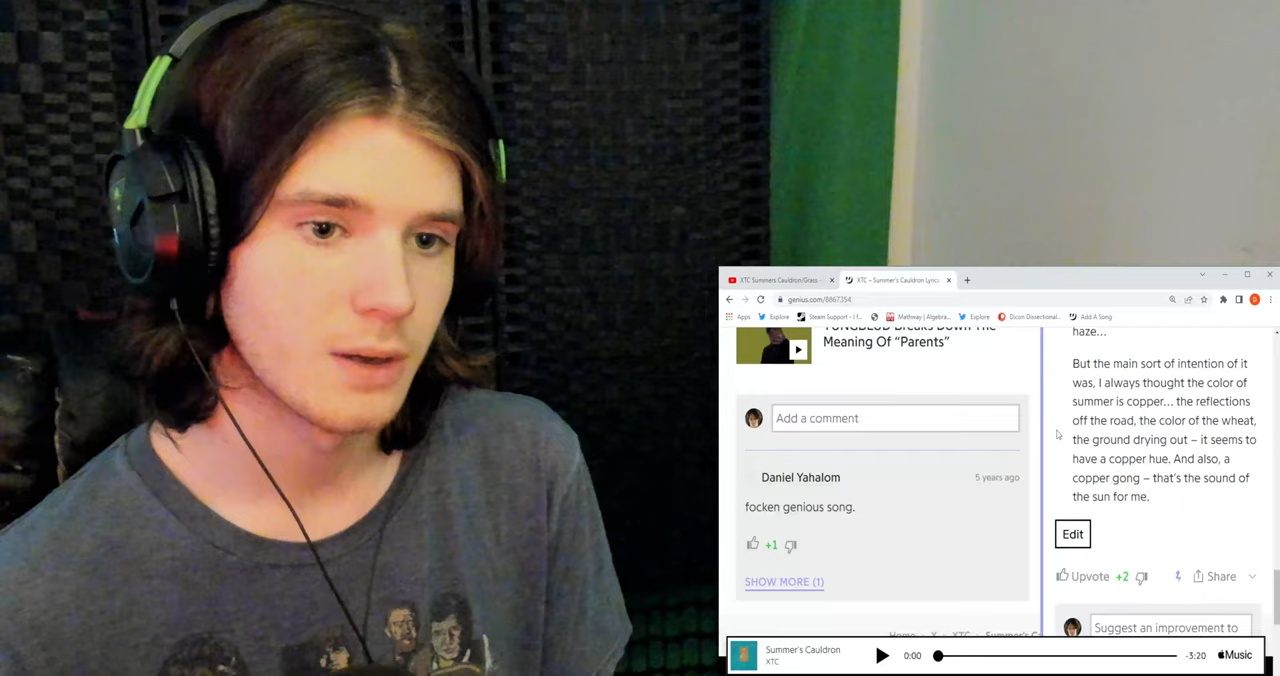 XTC Summers Cauldron/Grass -
XTC – Summer's Cauldron Lyrics
genius.com/8867354
Apps Explore Steam Support - I f... Mathway | Algebra... Explore Dicon Dissectional... Add A Song
Meaning Of “Parents”
Add a comment
Daniel Yahalom 5 years ago
focken genious song.
+1
SHOW MORE (1)
haze...
But the main sort of intention of it
was, I always thought the color of
summer is copper... the reflections
off the road, the color of the wheat,
the ground drying out – it seems to
have a copper hue. And also, a
copper gong – that's the sound of
the sun for me.
Edit
Upvote +2 Share
Suggest an improvement to
Summer's Cauldron
XTC
0:00
-3:20
Music